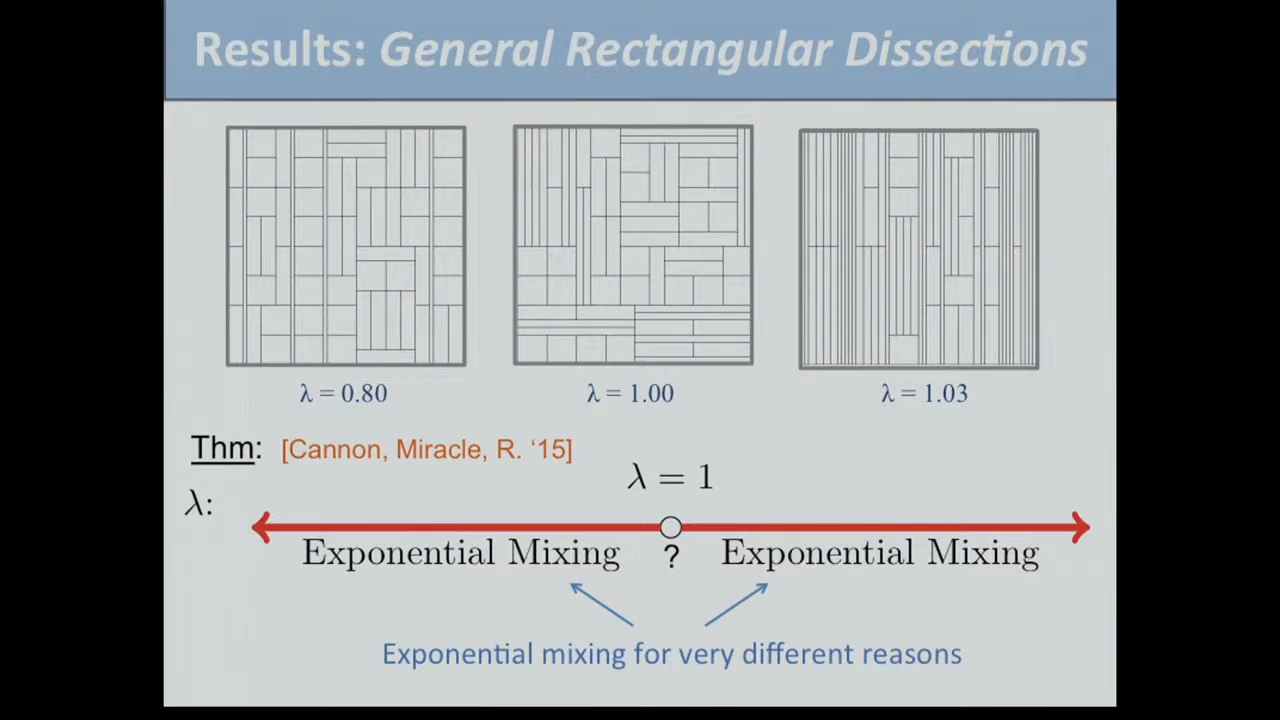 Results: General Rectangular Dissections
λ = 0.80 λ = 1.00 λ = 1.03
Thm: [Cannon, Miracle, R. ‘15]
λ = 1
λ:
Exponential Mixing ? Exponential Mixing
Exponential mixing for very different reasons